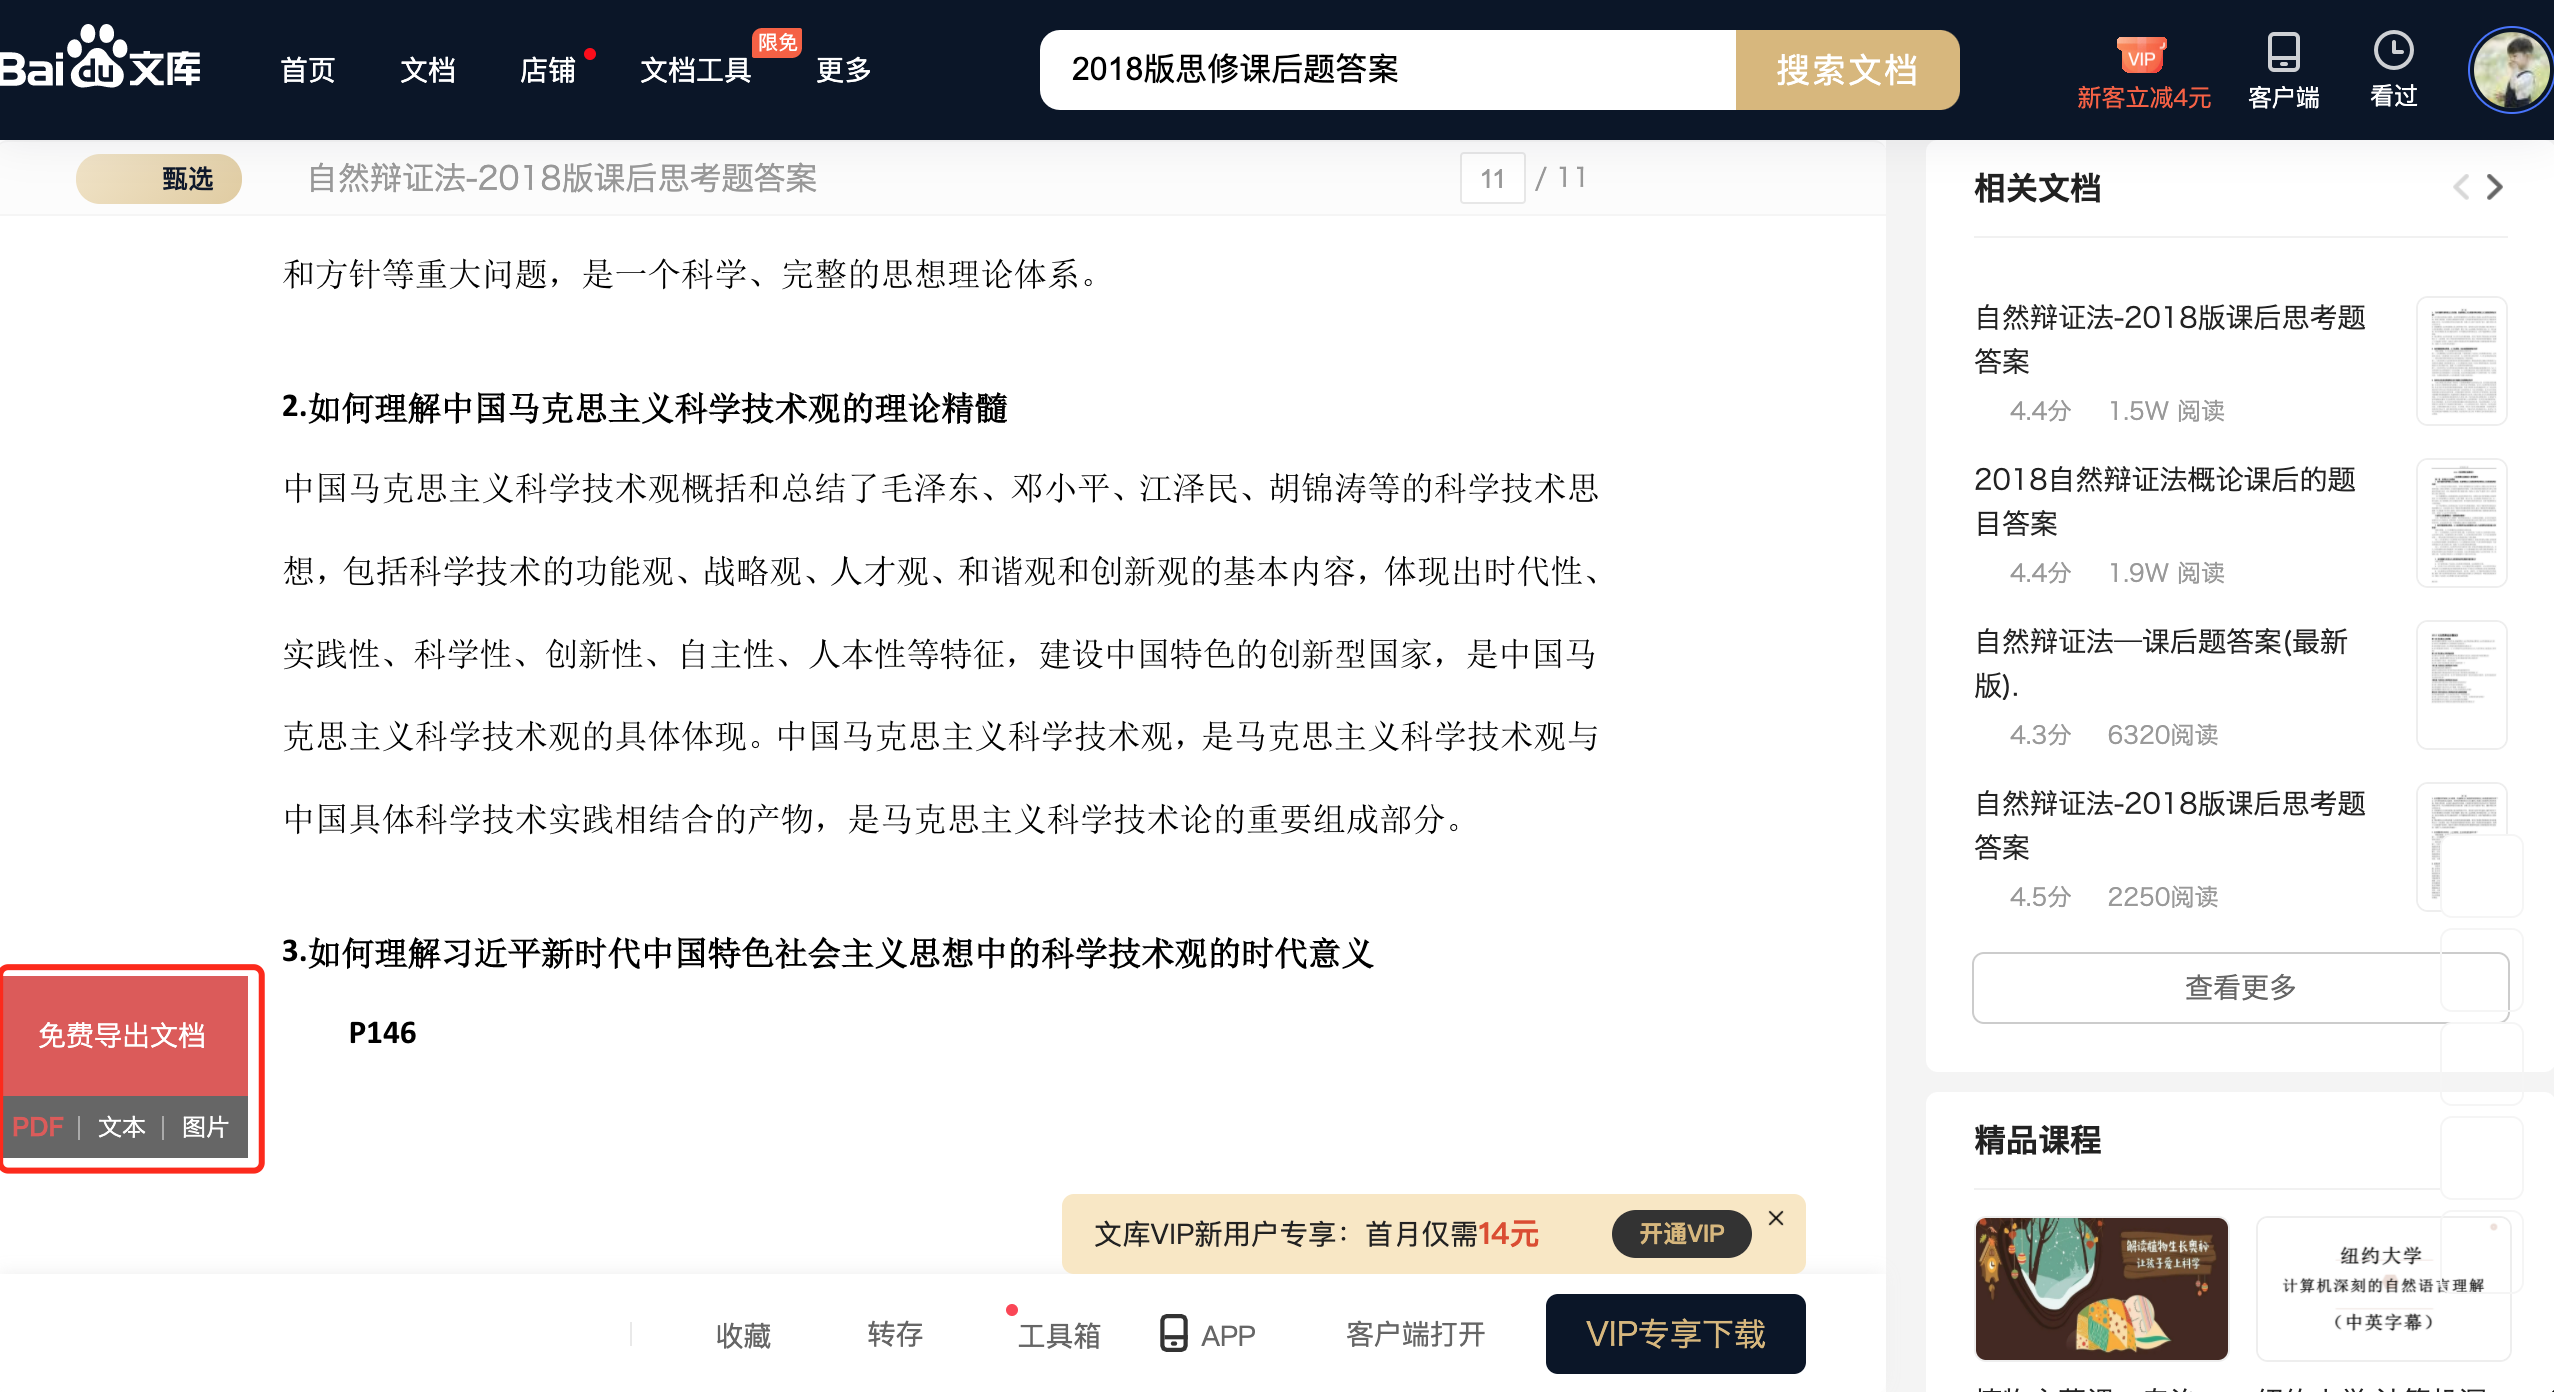 Bai du 文库
首页
文档
店铺
文档工具
限免
更多
2018版思修课后题答案
搜索文档
VIP
新客立减4元
客户端
看过
甄选
自然辩证法-2018版课后思考题答案
11 / 11
和方针等重大问题，是一个科学、完整的思想理论体系。
2.如何理解中国马克思主义科学技术观的理论精髓
中国马克思主义科学技术观概括和总结了毛泽东、邓小平、江泽民、胡锦涛等的科学技术思
想，包括科学技术的功能观、战略观、人才观、和谐观和创新观的基本内容，体现出时代性、
实践性、科学性、创新性、自主性、人本性等特征，建设中国特色的创新型国家，是中国马
克思主义科学技术观的具体体现。中国马克思主义科学技术观，是马克思主义科学技术观与
中国具体科学技术实践相结合的产物，是马克思主义科学技术论的重要组成部分。
3.如何理解习近平新时代中国特色社会主义思想中的科学技术观的时代意义
P146
免费导出文档
PDF | 文本 | 图片
文库VIP新用户专享：首月仅需14元
开通VIP
收藏
转存
工具箱
APP
客户端打开
VIP专享下载
相关文档
自然辩证法-2018版课后思考题
答案
4.4分 1.5W 阅读
2018自然辩证法概论课后的题
目答案
4.4分 1.9W 阅读
自然辩证法—课后题答案(最新
版).
4.3分 6320阅读
自然辩证法-2018版课后思考题
答案
4.5分 2250阅读
查看更多
精品课程
解读植物生长奥秘
让孩子爱上科学
纽约大学
计算机深刻的自然语言理解
（中英字幕）